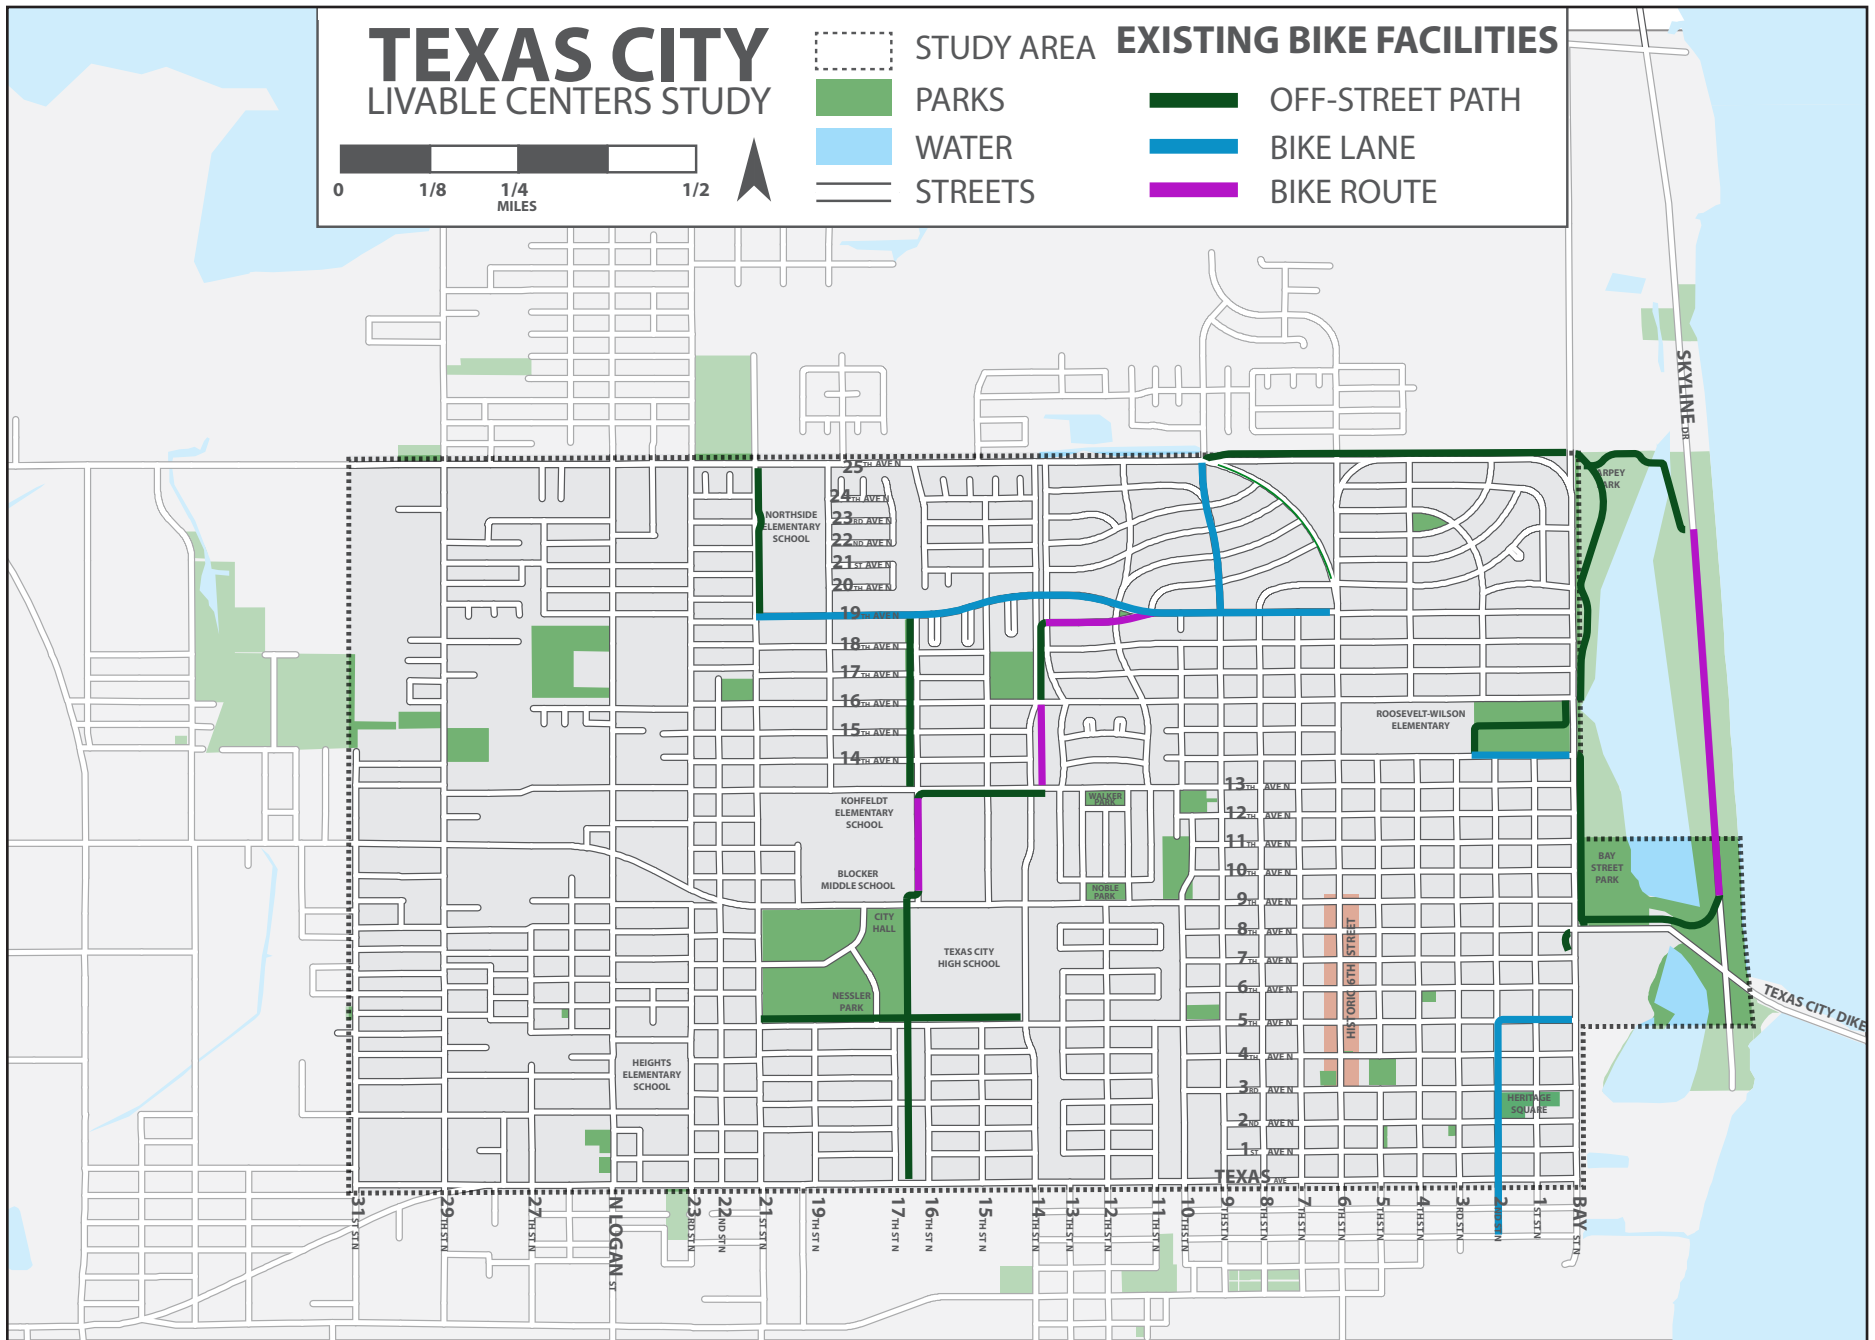 TEXAS CITY
LIVABLE CENTERS STUDY
0 1/8 1/4 1/2
MILES
STUDY AREA
PARKS
WATER
STREETS
EXISTING BIKE FACILITIES
OFF-STREET PATH
BIKE LANE
BIKE ROUTE
SKYLINE DR
25TH AVE N
24TH AVE N
23RD AVE N
22ND AVE N
21ST AVE N
20TH AVE N
19TH AVE N
18TH AVE N
17TH AVE N
16TH AVE N
15TH AVE N
14TH AVE N
NORTHSIDE
ELEMENTARY
SCHOOL
ROOSEVELT-WILSON
ELEMENTARY
KOHFELDT
ELEMENTARY
SCHOOL
BLOCKER
MIDDLE SCHOOL
WALKER
PARK
NOBLE
PARK
CITY
HALL
NESSLER
PARK
TEXAS CITY
HIGH SCHOOL
HEIGHTS
ELEMENTARY
SCHOOL
BAY
STREET
PARK
13TH AVE N
12TH AVE N
11TH AVE N
10TH AVE N
9TH AVE N
8TH AVE N
7TH AVE N
6TH AVE N
5TH AVE N
4TH AVE N
3RD AVE N
2ND AVE N
1ST AVE N
TEXAS AVE
HISTORIC 6TH STREET
HERITAGE
SQUARE
TEXAS CITY DIKE
31ST ST N
29TH ST N
27TH ST N
N LOGAN ST
23RD ST N
22ND ST N
21ST ST N
19TH ST N
17TH ST N
16TH ST N
15TH ST N
14TH ST N
13TH ST N
12TH ST N
11TH ST N
10TH ST N
9TH ST N
8TH ST N
7TH ST N
6TH ST N
5TH ST N
4TH ST N
3RD ST N
2ND ST N
1ST ST N
BAY ST N